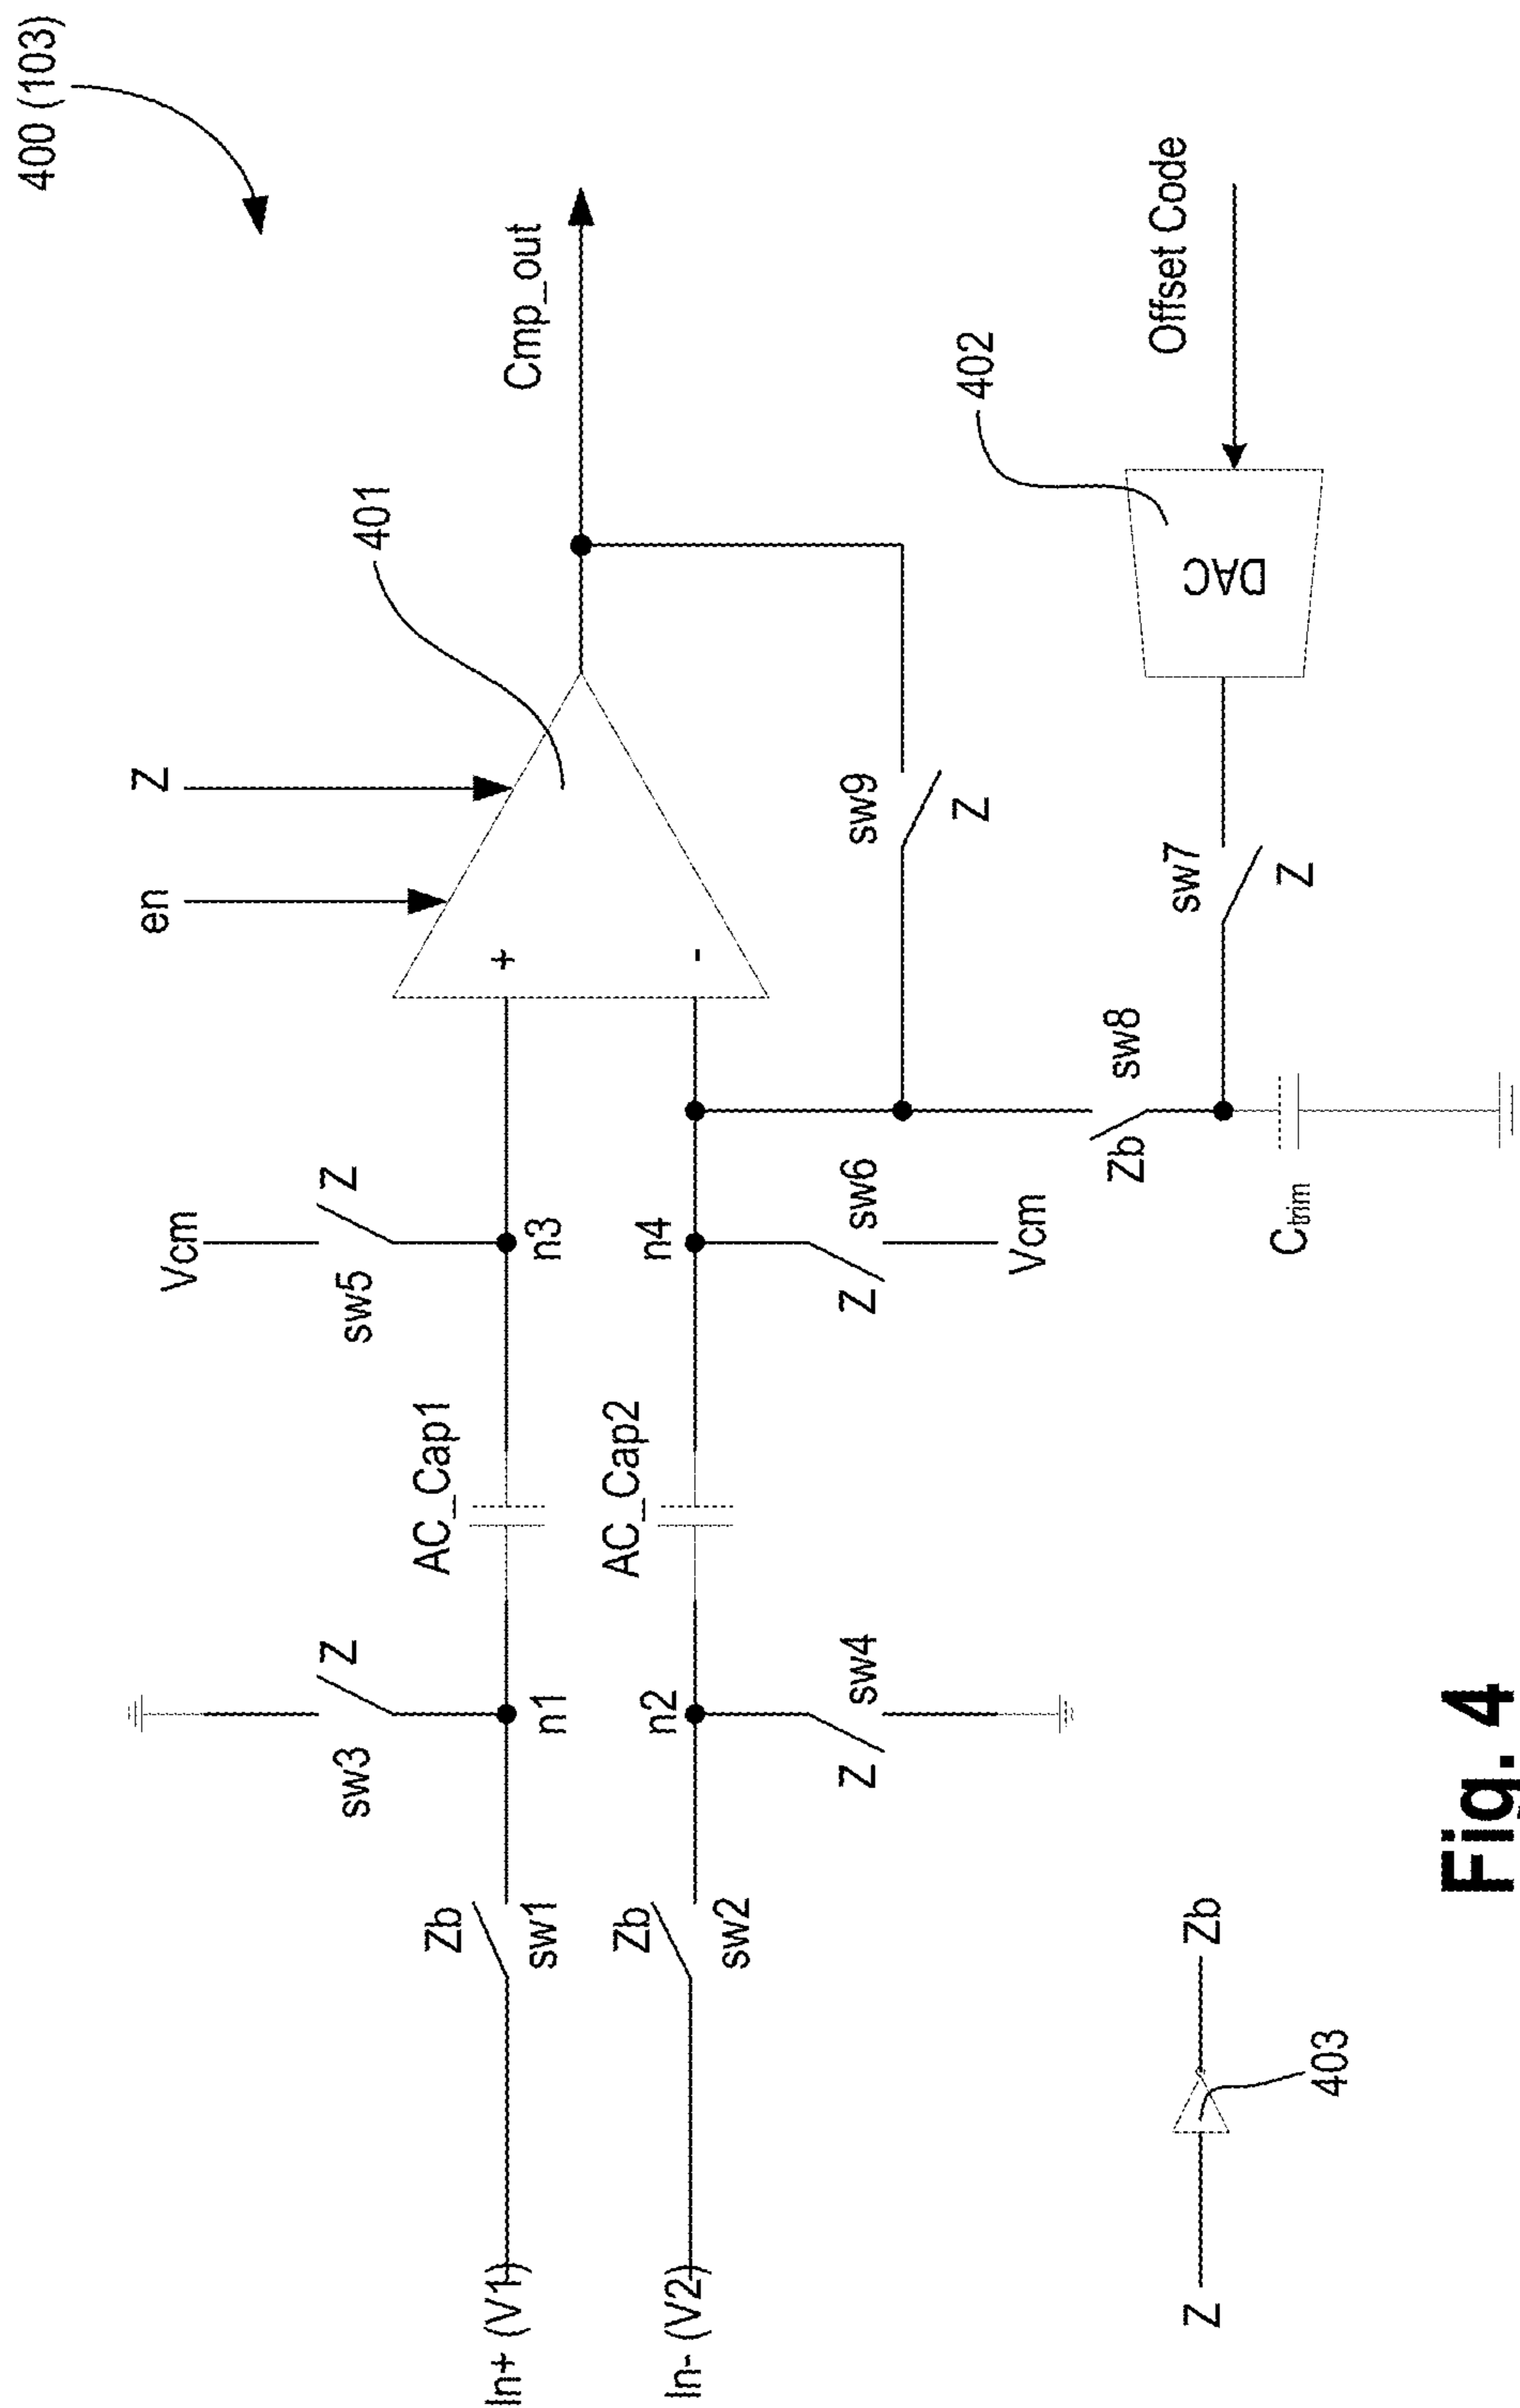 400 (103)
en
Z
401
Cmp_out
Vcm
Z
sw5
n3
n4
sw6
Z
Vcm
AC_Cap1
AC_Cap2
+
-
sw3
Z
n1
n2
sw4
Z
Zb
sw1
Zb
sw2
In+ (V1)
In- (V2)
sw9
Z
sw8
Zb
sw7
Z
Ctrim
DAC
402
Offset Code
Z
Zb
403
Fig. 4